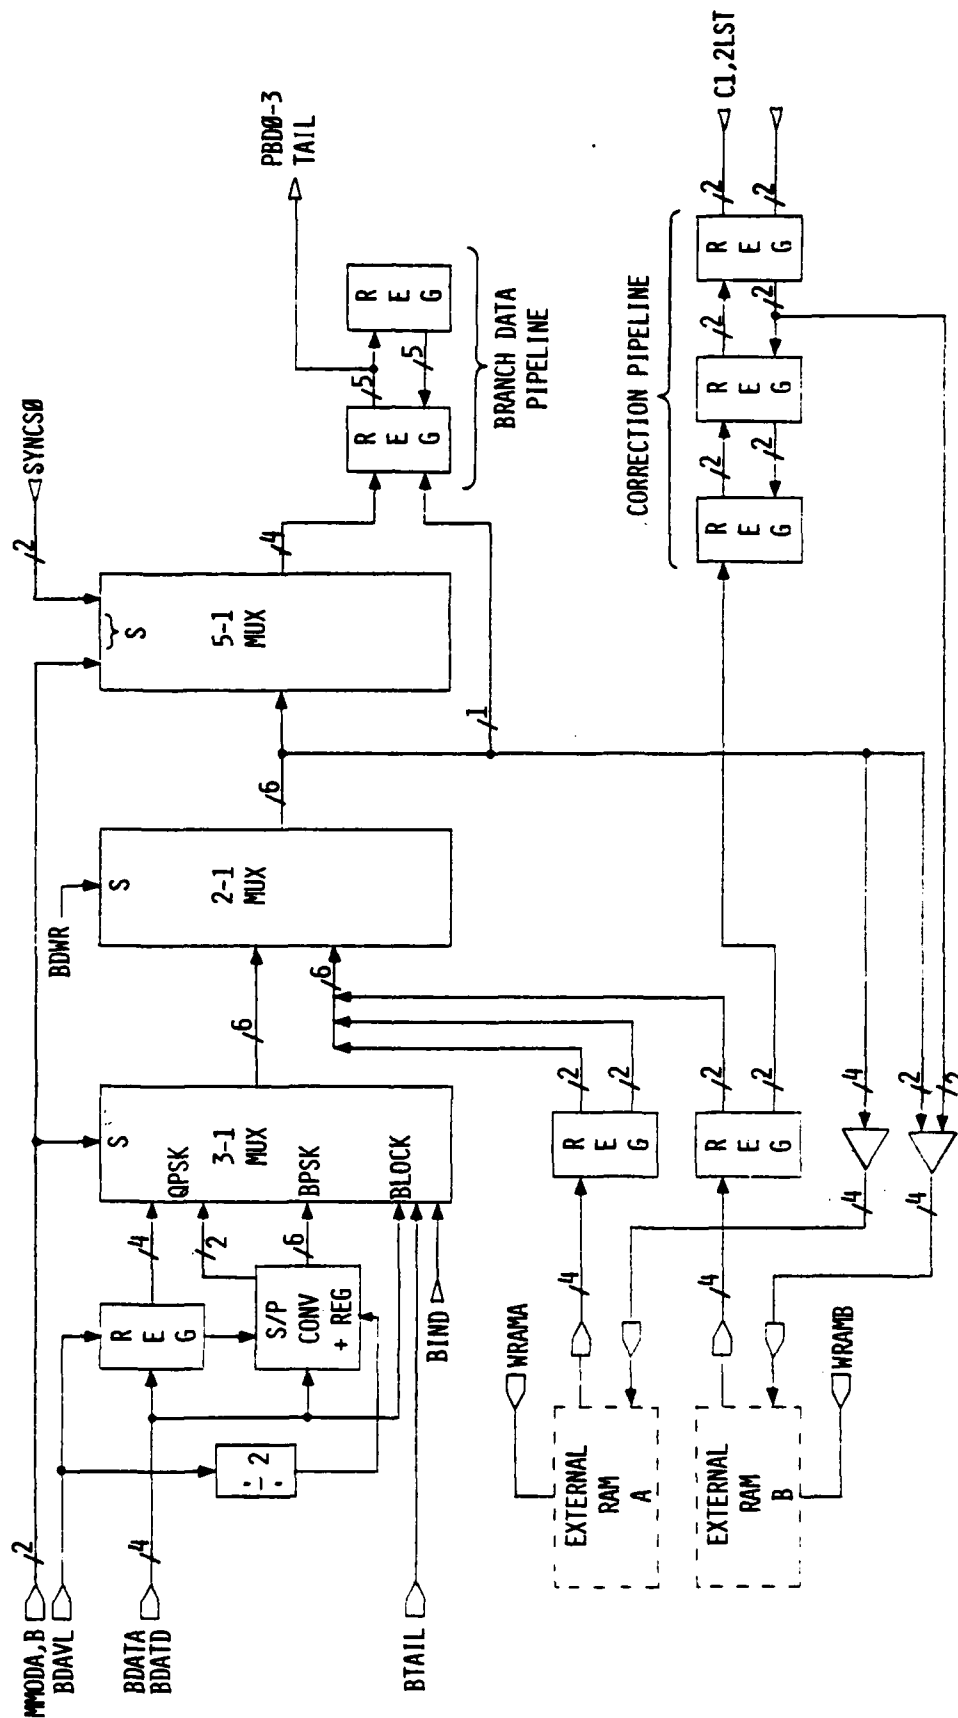 MMODA,B
BDAVL
BDATA
BDATD
BTAIL
/2
/4
÷2
R E G
S/P
CONV
+ REG
BIND
/4
/2
/6
S
QPSK
3-1
MUX
BPSK
BLOCK
/6
BDWR
S
2-1
MUX
/6
/6
SYNCSØ
/2
S
5-1
MUX
/4
/1
R E G
/5
/5
R E G
BRANCH DATA
PIPELINE
PBDØ-3
TAIL
EXTERNAL
RAM
A
WRAMA
/4
R E G
/2
/2
EXTERNAL
RAM
B
WRAMB
/4
R E G
/2
/2
/4
/4
/4
/2
/2
CORRECTION PIPELINE
R E G
/2
/2
R E G
/2
/2
R E G
/2
/2
C1,2LST